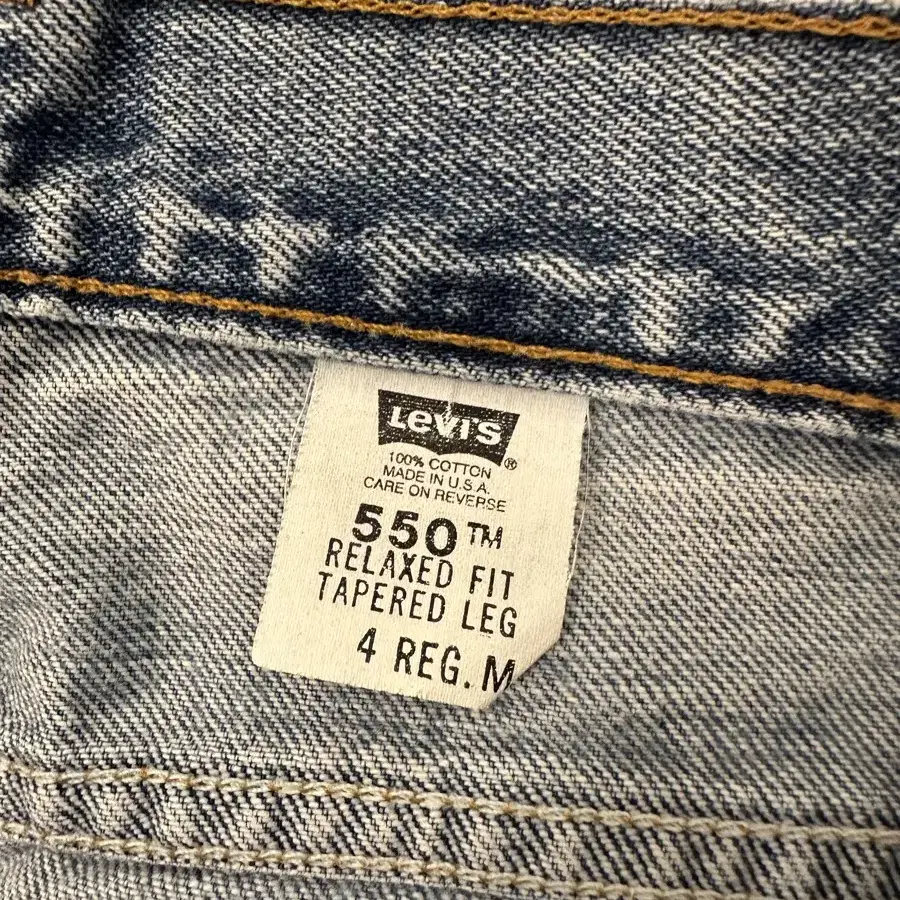 LEVI'S ®
100% COTTON
MADE IN U.S.A.
CARE ON REVERSE
550™
RELAXED FIT
TAPERED LEG
4 REG. M